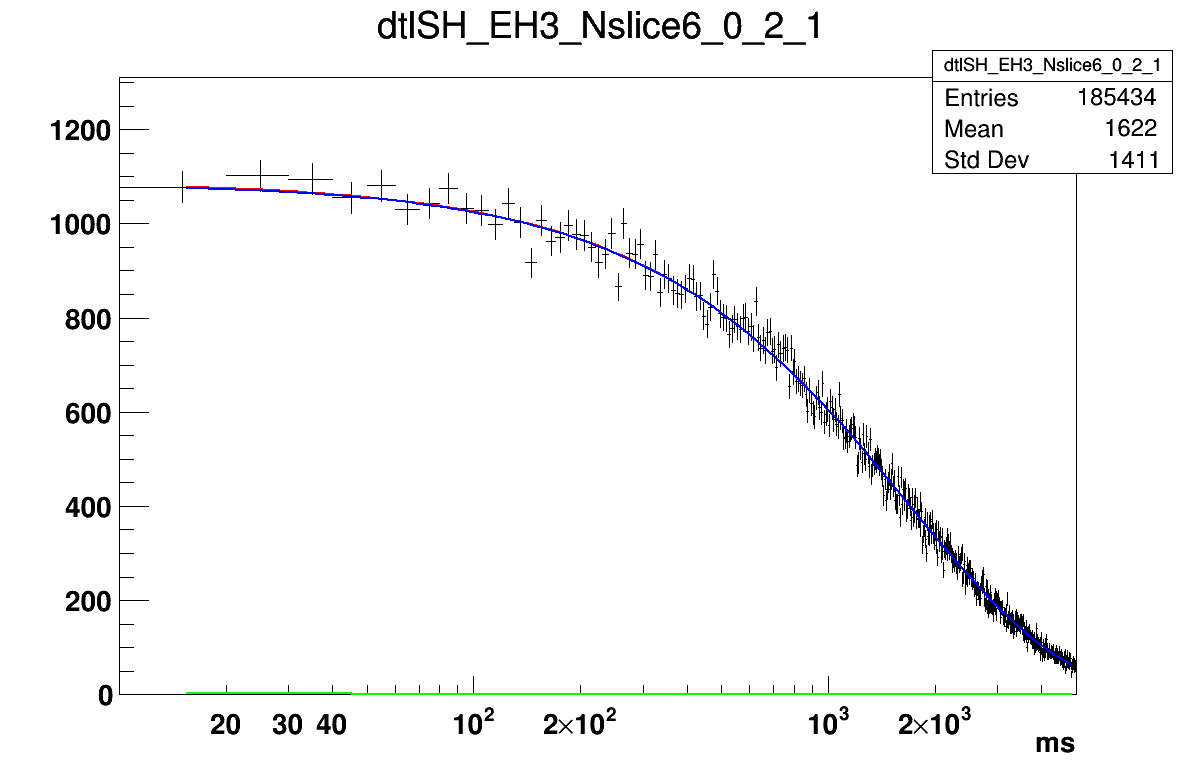 dtlSH_EH3_Nslice6_0_2_1
dtlSH_EH3_Nslice6_0_2_1
Entries 185434
Mean 1622
Std Dev 1411
1200
1000
800
600
400
200
0
20 30 40 10² 2×10² 10³ 2×10³
ms